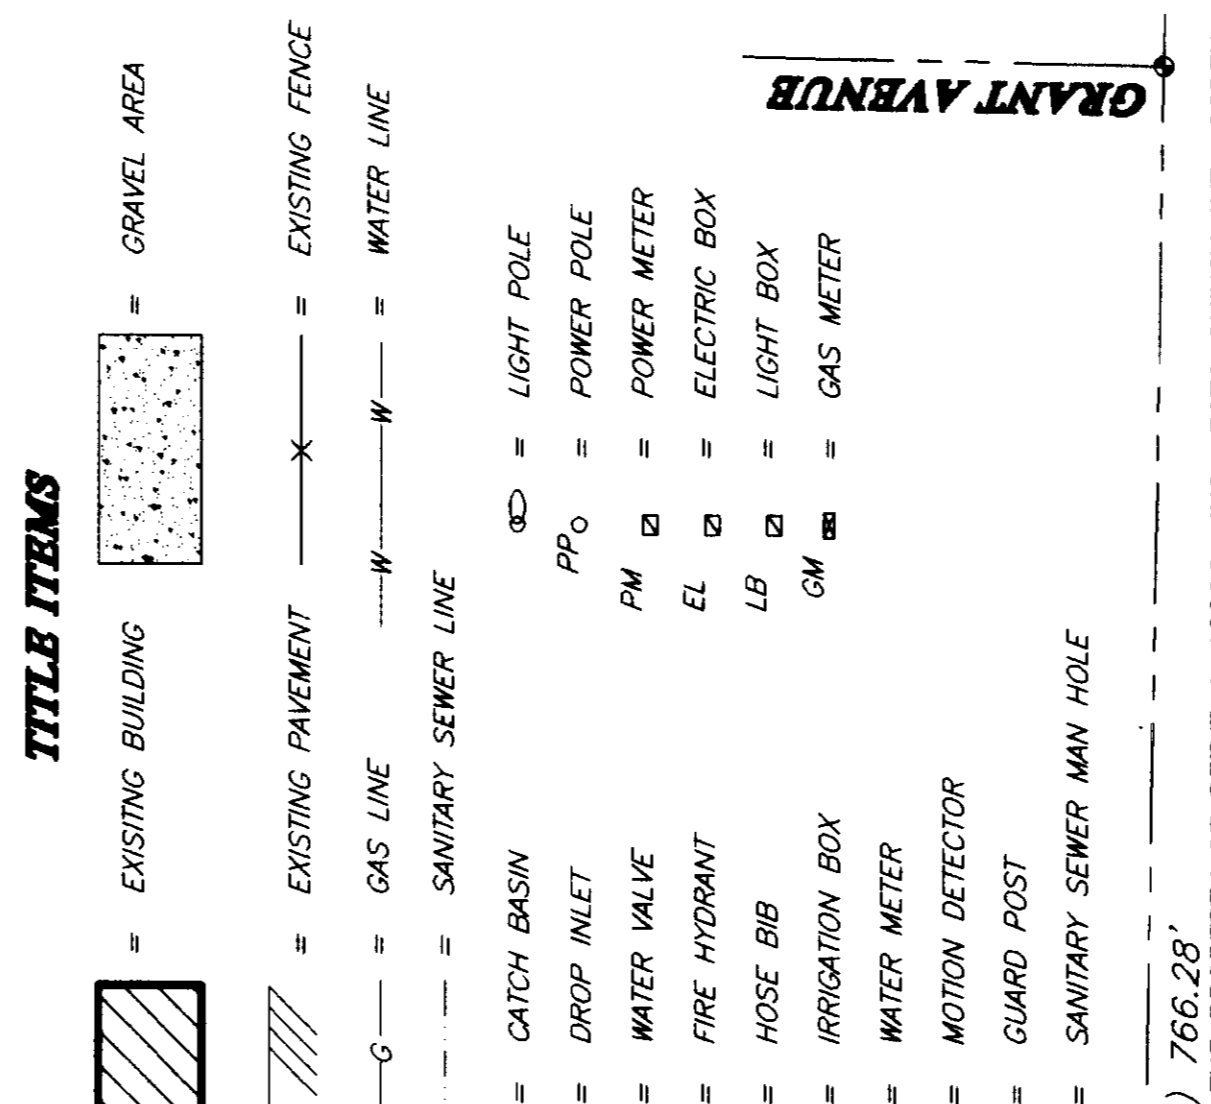 TITLE ITEMS
= EXISITNG BUILDING
= GRAVEL AREA
= EXISTING PAVEMENT
= EXISTING FENCE
G = GAS LINE
W W = WATER LINE
= SANITARY SEWER LINE
= CATCH BASIN
= DROP INLET
= WATER VALVE
= FIRE HYDRANT
= HOSE BIB
= IRRIGATION BOX
= WATER METER
= MOTION DETECTOR
= GUARD POST
= SANITARY SEWER MAN HOLE
= LIGHT POLE
PP = POWER POLE
PM = POWER METER
EL = ELECTRIC BOX
LB = LIGHT BOX
GM = GAS METER
GRANT AVENUE
) 766.28'